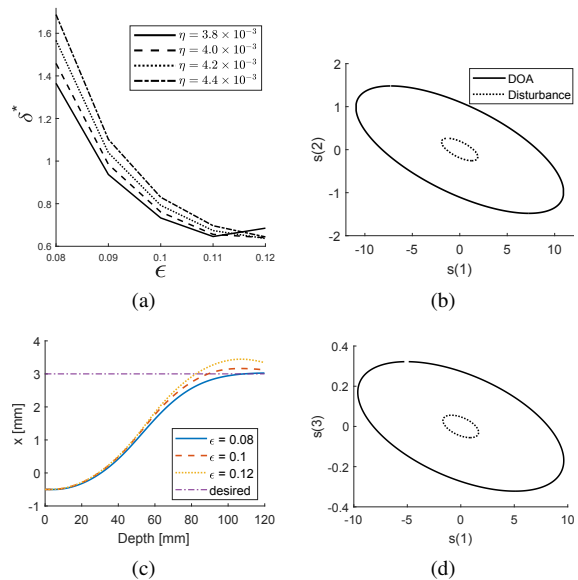 1.6
1.4
1.2
1
0.8
0.6
δ*
0.08
0.09
0.1
0.11
0.12
ϵ
η = 3.8 × 10⁻³
η = 4.0 × 10⁻³
η = 4.2 × 10⁻³
η = 4.4 × 10⁻³
(a)
2
1
0
-1
-2
s(2)
-10
-5
0
5
10
s(1)
DOA
Disturbance
(b)
4
3
2
1
0
-1
x [mm]
0
20
40
60
80
100
120
Depth [mm]
ϵ = 0.08
ϵ = 0.1
ϵ = 0.12
desired
(c)
0.4
0.2
0
-0.2
-0.4
s(3)
-10
-5
0
5
10
s(1)
(d)